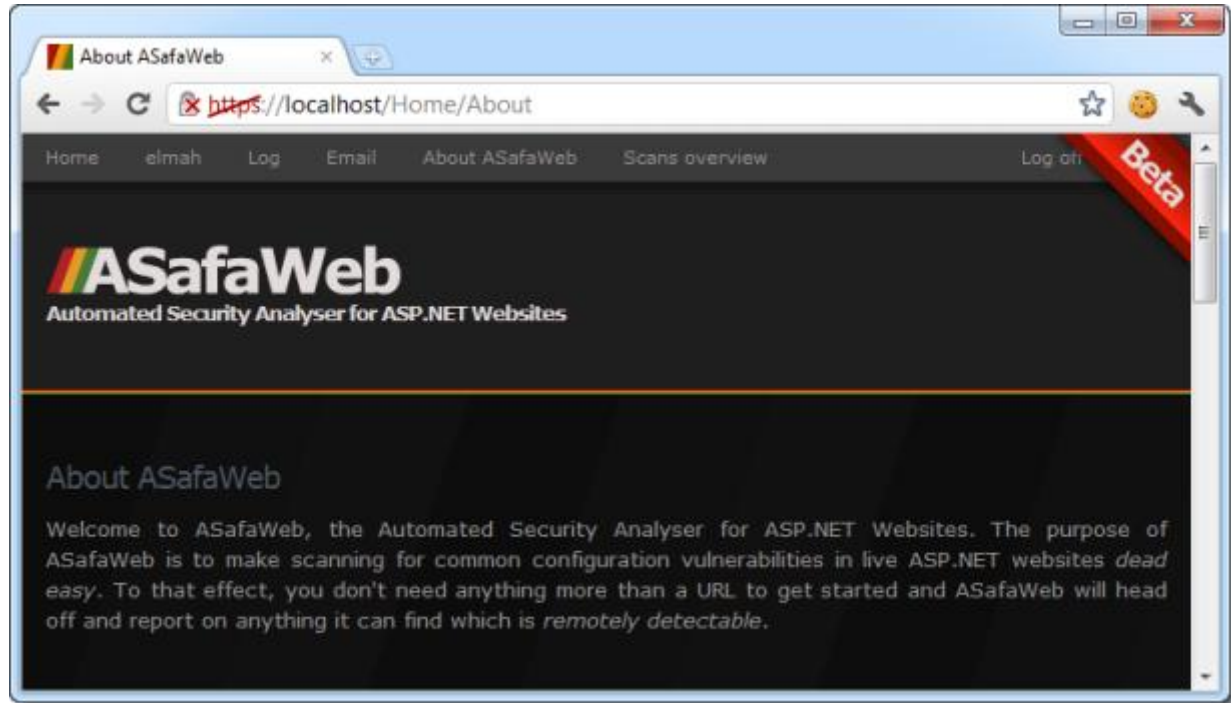 About ASafaWeb
https://localhost/Home/About
Home elmah Log Email About ASafaWeb Scans overview Log off
Beta
ASafaWeb
Automated Security Analyser for ASP.NET Websites
About ASafaWeb
Welcome to ASafaWeb, the Automated Security Analyser for ASP.NET Websites. The purpose of
ASafaWeb is to make scanning for common configuration vulnerabilities in live ASP.NET websites dead
easy. To that effect, you don't need anything more than a URL to get started and ASafaWeb will head
off and report on anything it can find which is remotely detectable.